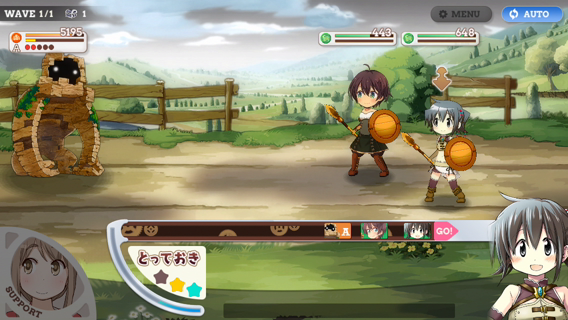 WAVE 1/1 1
MENU
AUTO
5195
A
443
648
A
GO!
とっておき
SUPPORT